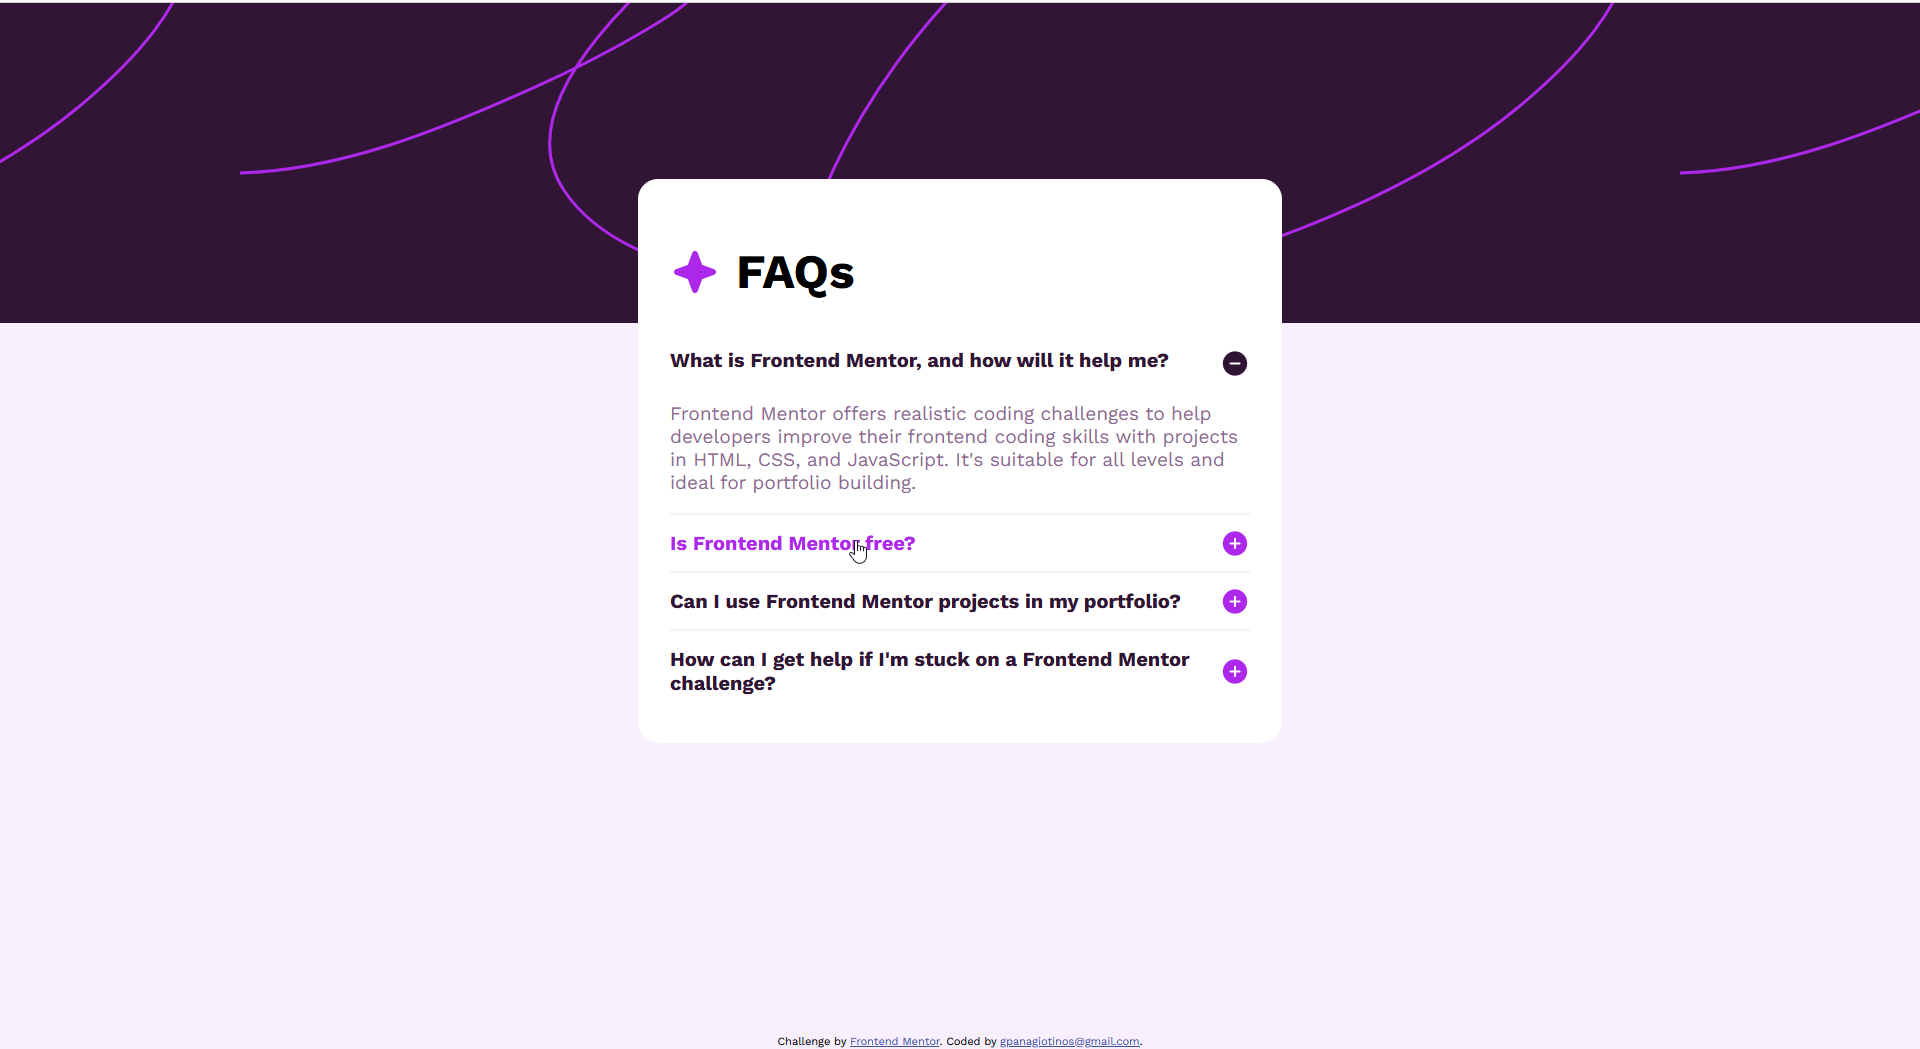 FAQs
What is Frontend Mentor, and how will it help me?
Frontend Mentor offers realistic coding challenges to help
developers improve their frontend coding skills with projects
in HTML, CSS, and JavaScript. It's suitable for all levels and
ideal for portfolio building.
Is Frontend Mentor free?
Can I use Frontend Mentor projects in my portfolio?
How can I get help if I'm stuck on a Frontend Mentor
challenge?
Challenge by Frontend Mentor. Coded by gpanagiotinos@gmail.com.